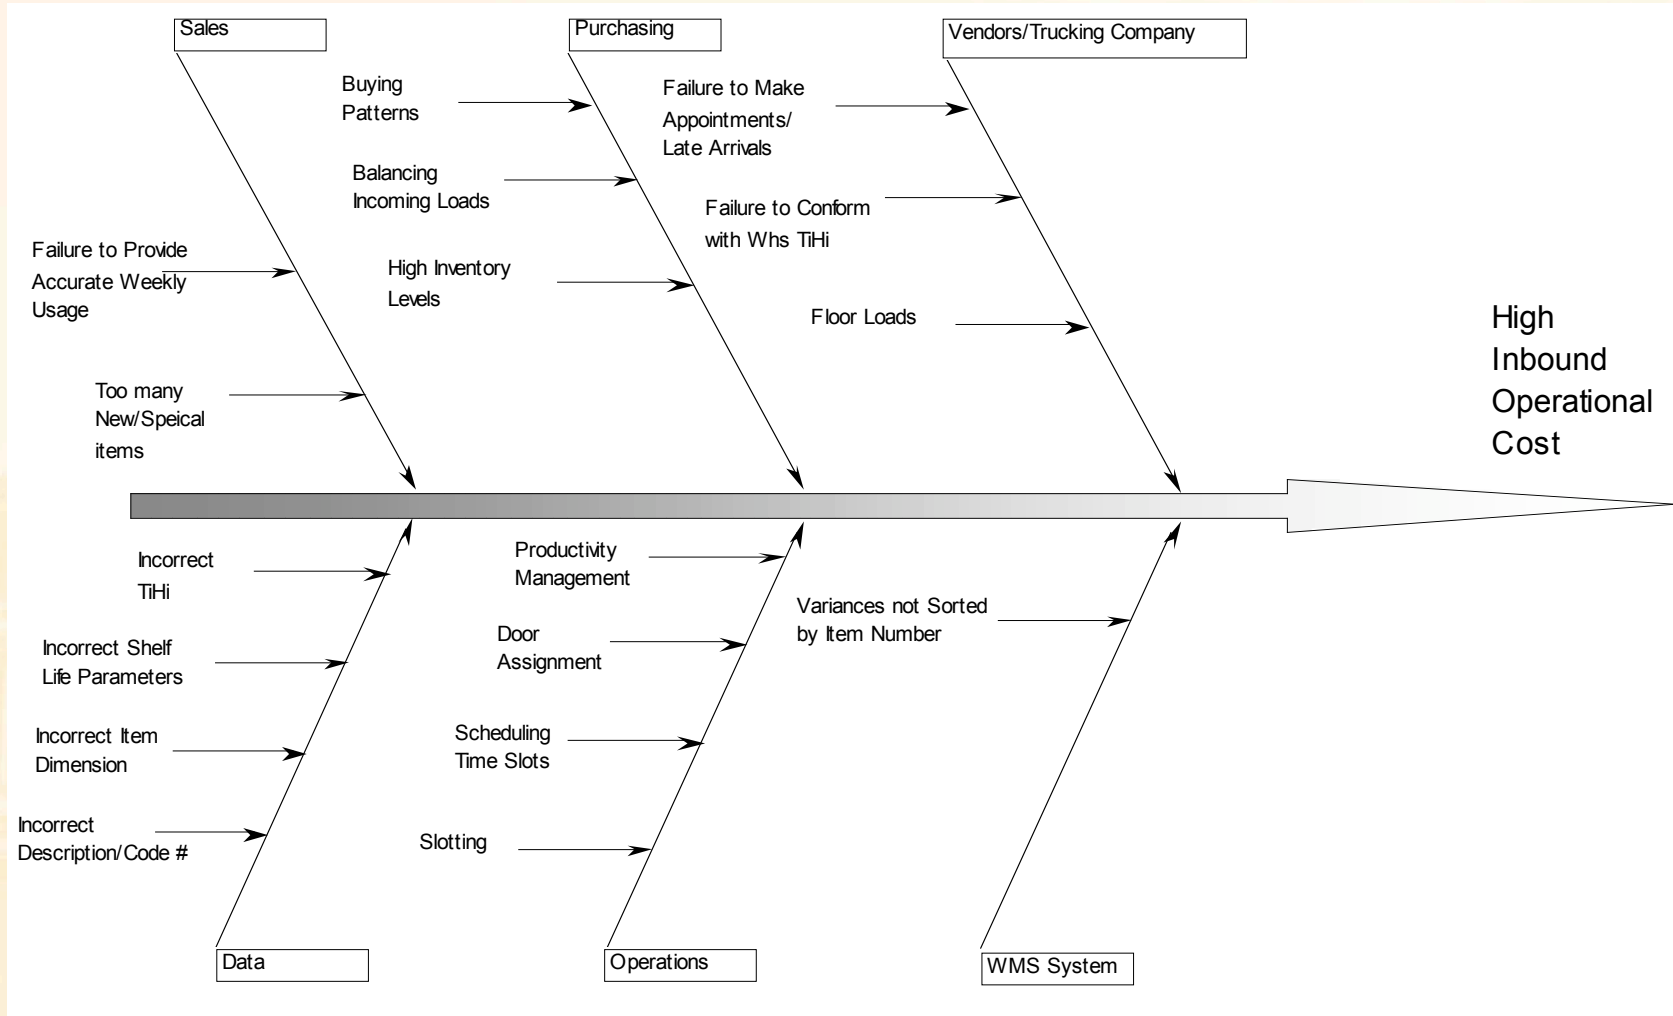 Sales
Purchasing
Vendors/Trucking Company
Buying
Patterns
Failure to Make
Appointments/
Late Arrivals
Balancing
Incoming Loads
Failure to Conform
with Whs TiHi
Failure to Provide
Accurate Weekly
Usage
High Inventory
Levels
Floor Loads
High
Inbound
Operational
Cost
Too many
New/Speical
items
Incorrect
TiHi
Productivity
Management
Variances not Sorted
by Item Number
Incorrect Shelf
Life Parameters
Door
Assignment
Incorrect Item
Dimension
Scheduling
Time Slots
Incorrect
Description/Code #
Slotting
Data
Operations
WMS System